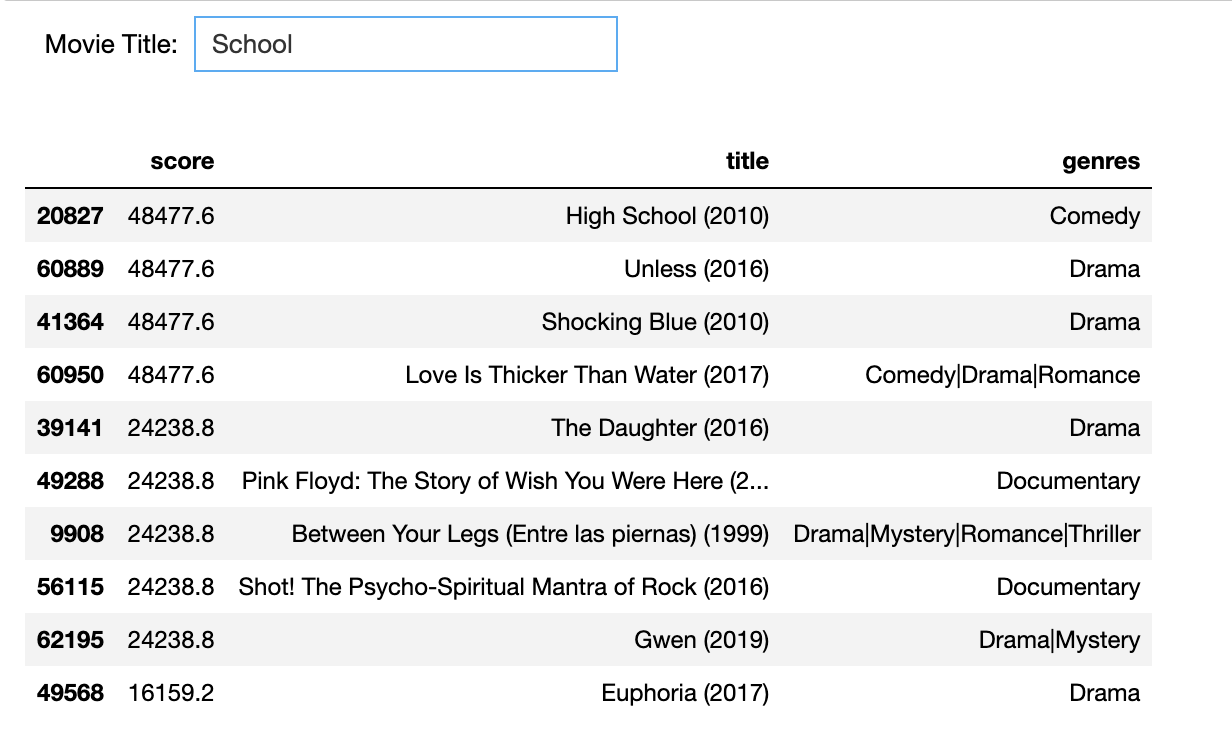 Movie Title: School
score title genres
20827 48477.6 High School (2010) Comedy
60889 48477.6 Unless (2016) Drama
41364 48477.6 Shocking Blue (2010) Drama
60950 48477.6 Love Is Thicker Than Water (2017) Comedy|Drama|Romance
39141 24238.8 The Daughter (2016) Drama
49288 24238.8 Pink Floyd: The Story of Wish You Were Here (2... Documentary
9908 24238.8 Between Your Legs (Entre las piernas) (1999) Drama|Mystery|Romance|Thriller
56115 24238.8 Shot! The Psycho-Spiritual Mantra of Rock (2016) Documentary
62195 24238.8 Gwen (2019) Drama|Mystery
49568 16159.2 Euphoria (2017) Drama